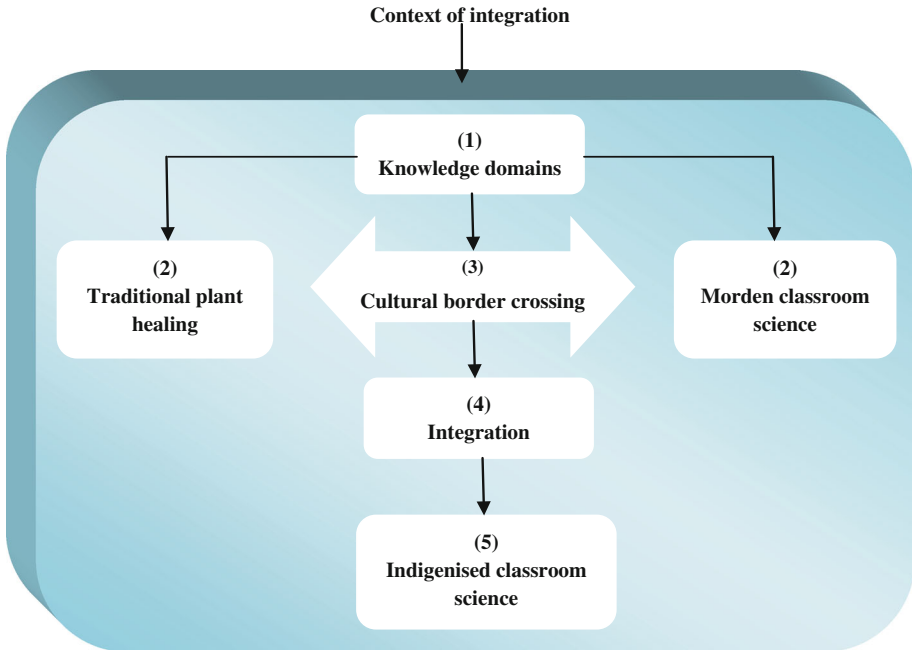 Context of integration
(1)
Knowledge domains
(2)
Traditional plant
healing
(3)
Cultural border crossing
(2)
Morden classroom
science
(4)
Integration
(5)
Indigenised classroom
science